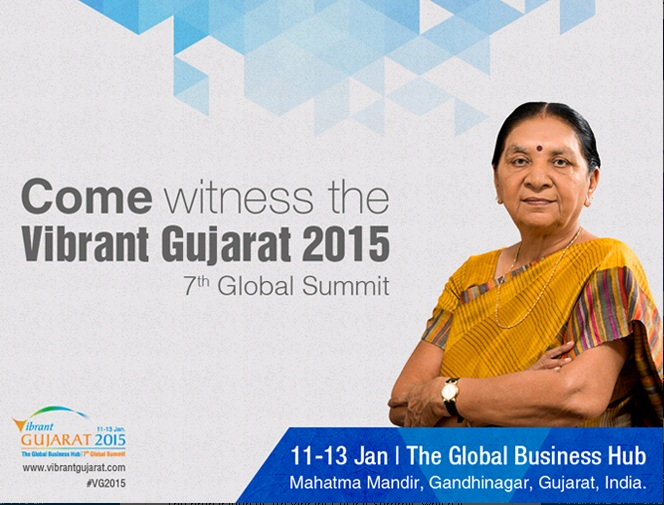 Come witness the
Vibrant Gujarat 2015
7th Global Summit
Vibrant
11-13 Jan.
GUJARAT 2015
The Global Business Hub | 7th Global Summit
www.vibrantgujarat.com
#VG2015
11-13 Jan | The Global Business Hub
Mahatma Mandir, Gandhinagar, Gujarat, India.